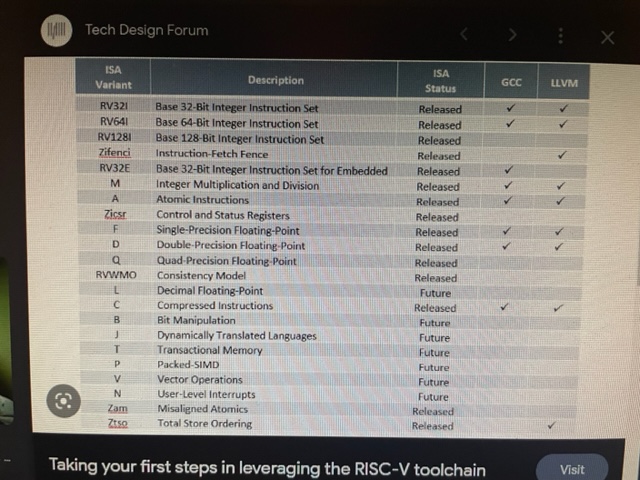 Tech Design Forum
ISA Variant Description ISA Status GCC LLVM
RV32I Base 32-Bit Integer Instruction Set Released ✓ ✓
RV64I Base 64-Bit Integer Instruction Set Released ✓ ✓
RV128I Base 128-Bit Integer Instruction Set Released
Zifenci Instruction-Fetch Fence Released ✓
RV32E Base 32-Bit Integer Instruction Set for Embedded Released ✓
M Integer Multiplication and Division Released ✓ ✓
A Atomic Instructions Released ✓ ✓
Zicsr Control and Status Registers Released
F Single-Precision Floating-Point Released ✓ ✓
D Double-Precision Floating-Point Released ✓ ✓
Q Quad-Precision Floating-Point Released
RVWMO Consistency Model Released
L Decimal Floating-Point Future
C Compressed Instructions Released ✓ ✓
B Bit Manipulation Future
J Dynamically Translated Languages Future
T Transactional Memory Future
P Packed-SIMD Future
V Vector Operations Future
N User-Level Interrupts Future
Zam Misaligned Atomics Released
Ztso Total Store Ordering Released ✓
Taking your first steps in leveraging the RISC-V toolchain Visit